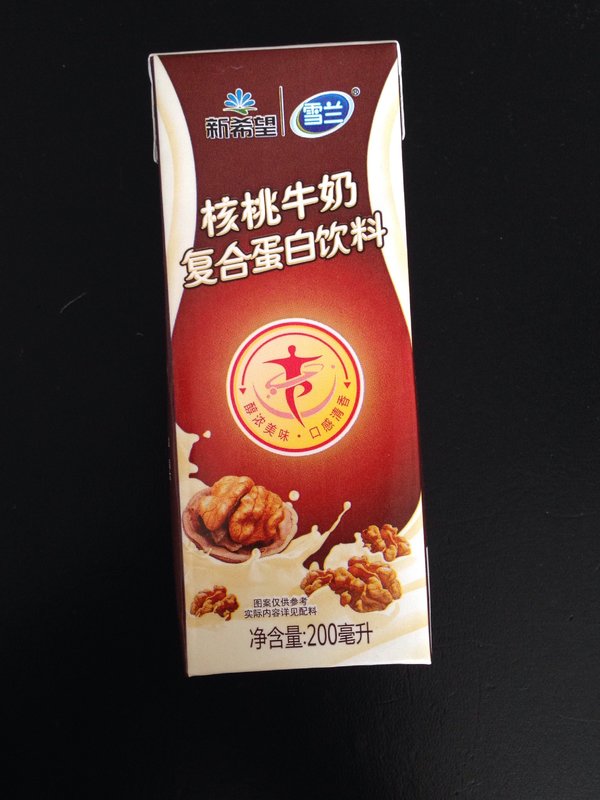 新希望
雪兰®
核桃牛奶
复合蛋白饮料
醇浓美味·口感清香
图案仅供参考
实际内容详见配料
净含量:200毫升